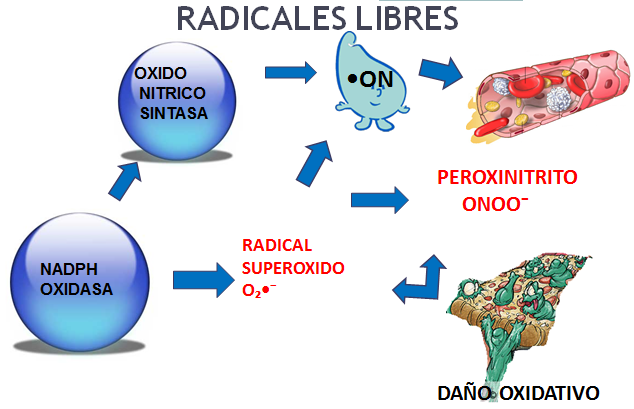 RADICALES LIBRES
OXIDO
NITRICO
SINTASA
•ON
PEROXINITRITO
ONOO⁻
NADPH
OXIDASA
RADICAL
SUPEROXIDO
O₂•⁻
DAÑO OXIDATIVO